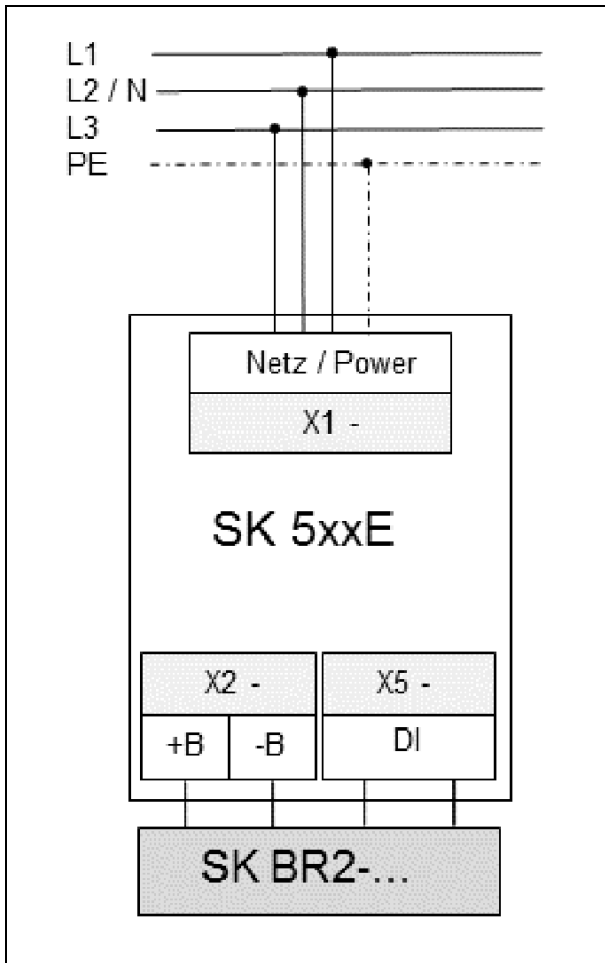 L1
L2 / N
L3
PE
Netz / Power
X1 -
SK 5xxE
X2 - X5 -
+B -B DI
SK BR2-...